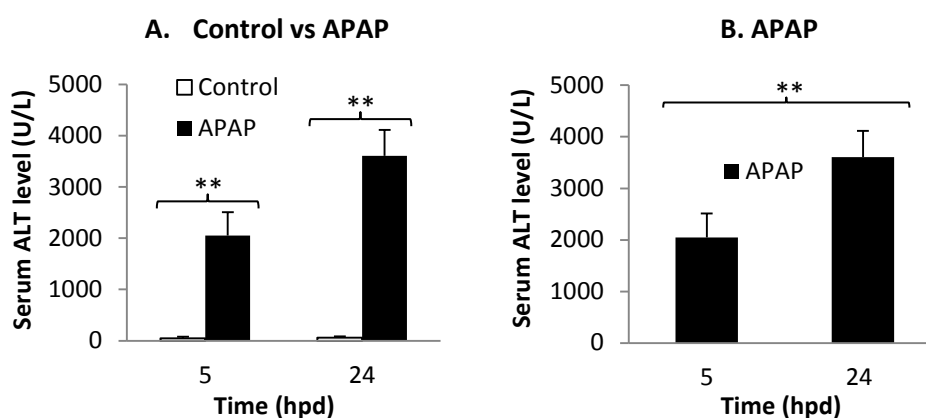 A. Control vs APAP
Serum ALT level (U/L)
5000
4000
3000
2000
1000
0
Control
APAP
**
**
5
24
Time (hpd)
B. APAP
Serum ALT level (U/L)
5000
4000
3000
2000
1000
0
**
APAP
5
24
Time (hpd)